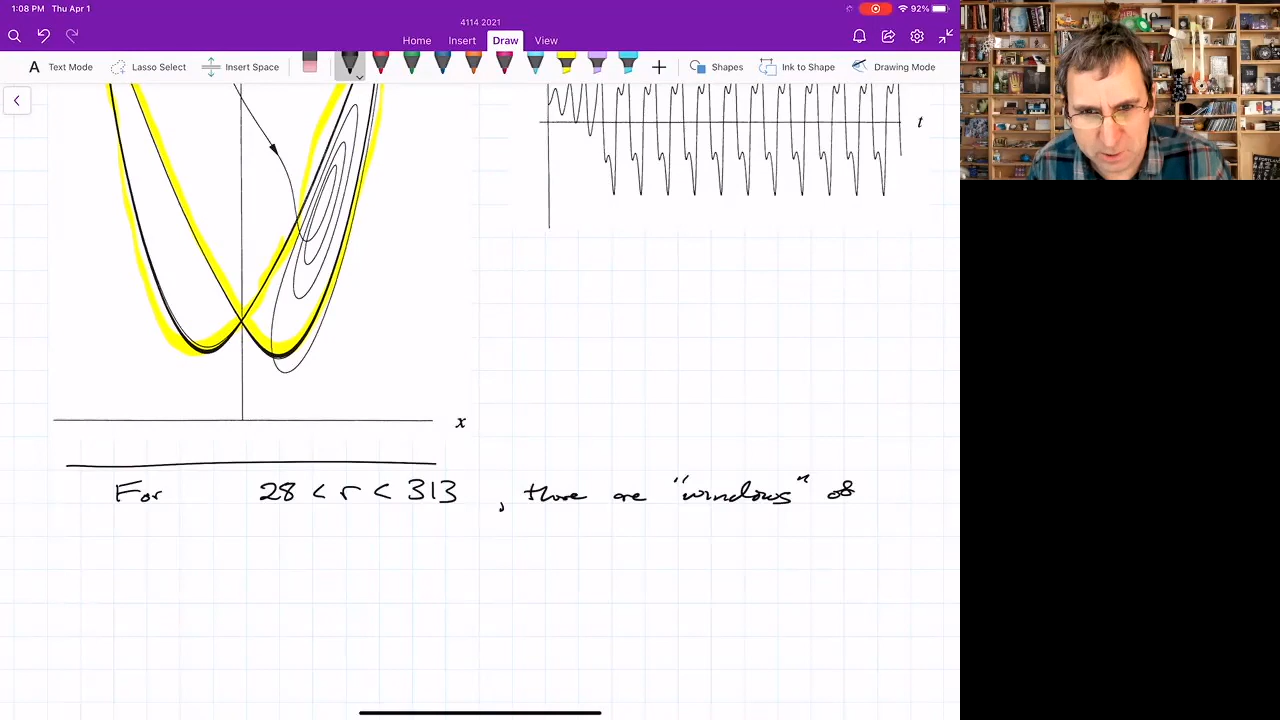 1:08 PM Thu Apr 1
92%
4114 2021
Home Insert Draw View
Text Mode Lasso Select Insert Space Shapes Ink to Shape Drawing Mode
t
x
For 28 < r < 313, there are "windows" of